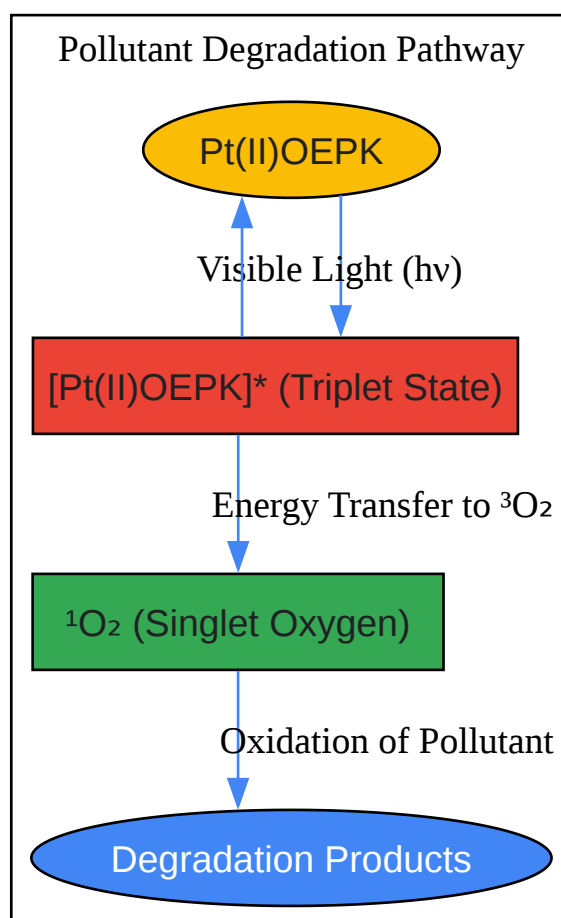 Pollutant Degradation Pathway
Pt(II)OEPK
Visible Light (hν)
[Pt(II)OEPK]* (Triplet State)
Energy Transfer to ³O₂
¹O₂ (Singlet Oxygen)
Oxidation of Pollutant
Degradation Products